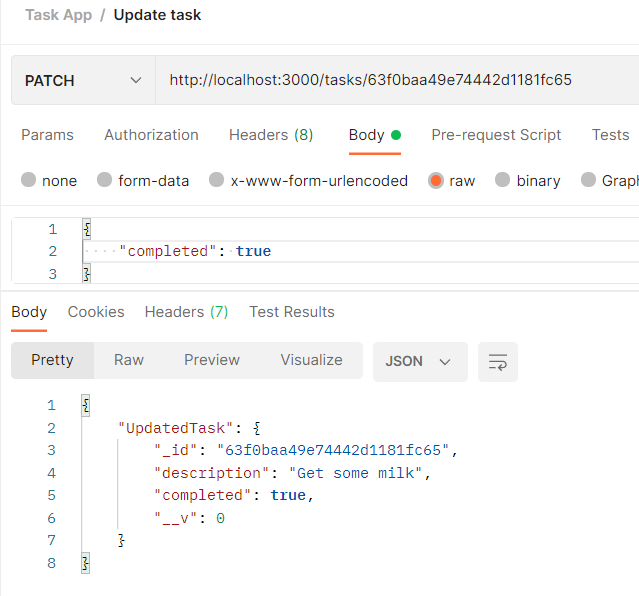 Task App / Update task
PATCH http://localhost:3000/tasks/63f0baa49e74442d1181fc65
Params Authorization Headers (8) Body Pre-request Script Tests
none form-data x-www-form-urlencoded raw binary Graph
1 {
2 "completed": true
3 }
Body Cookies Headers (7) Test Results
Pretty Raw Preview Visualize JSON
1 {
2 "UpdatedTask": {
3 "_id": "63f0baa49e74442d1181fc65",
4 "description": "Get some milk",
5 "completed": true,
6 "__v": 0
7 }
8 }